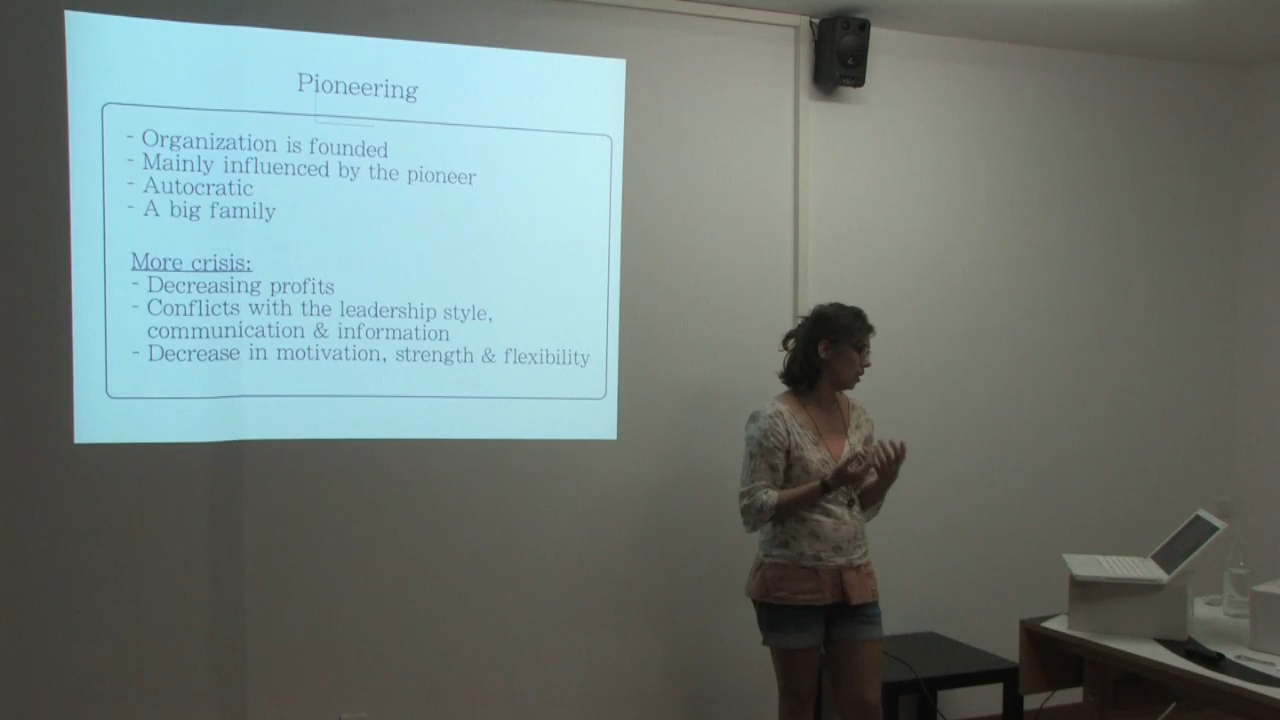 Pioneering
- Organization is founded
- Mainly influenced by the pioneer
- Autocratic
- A big family
More crisis:
- Decreasing profits
- Conflicts with the leadership style,
communication & information
- Decrease in motivation, strength & flexibility